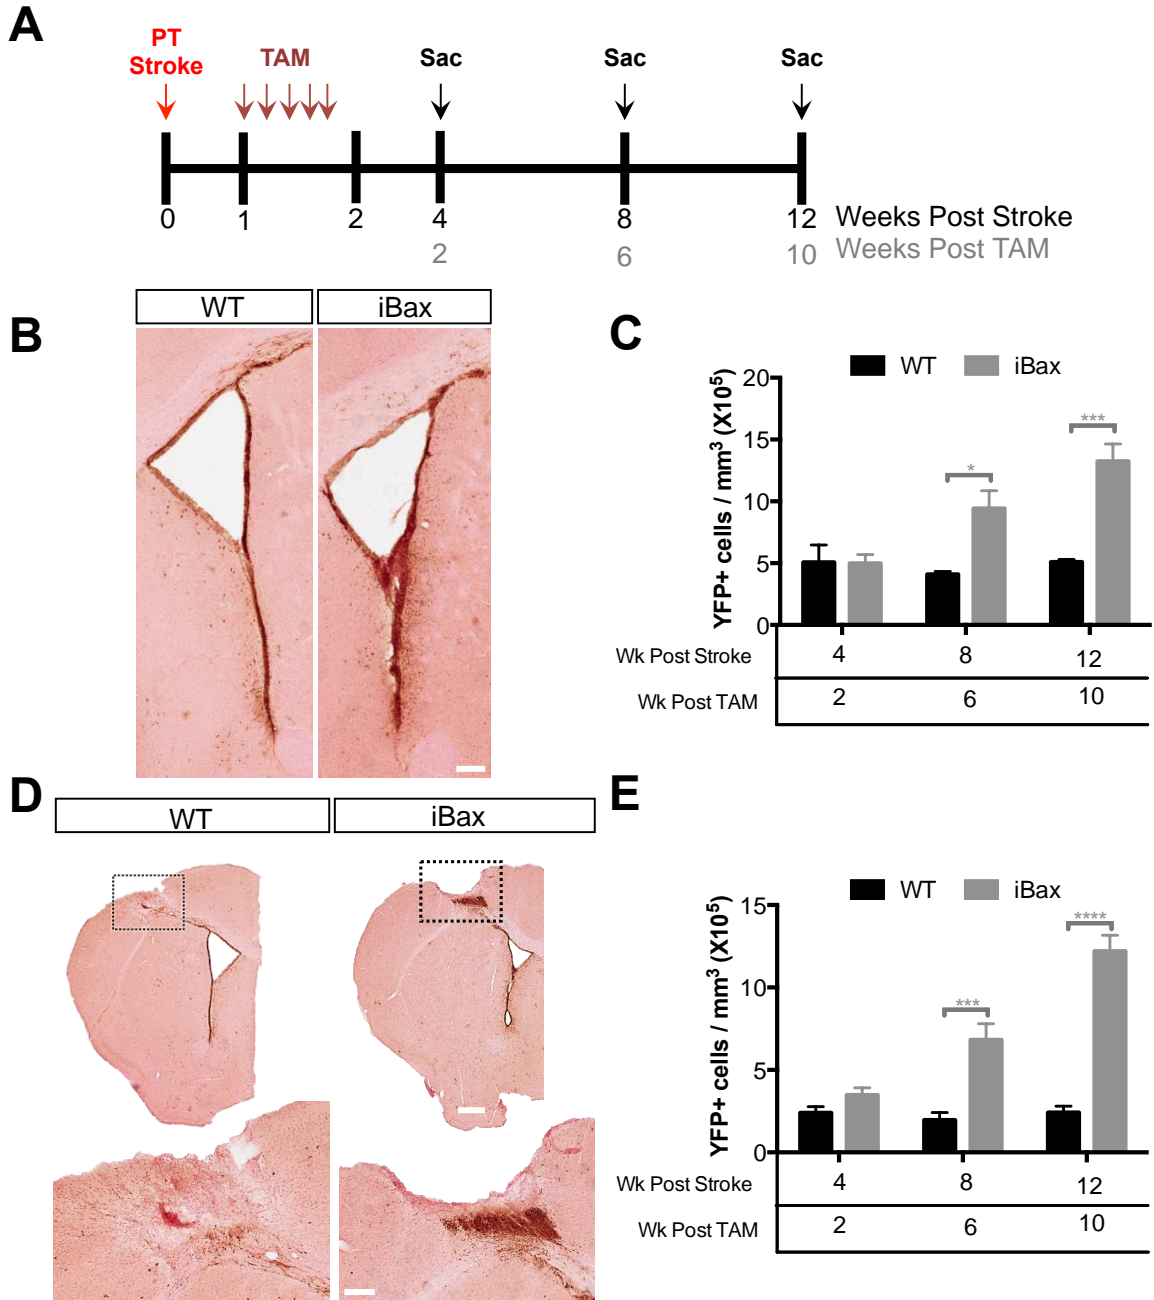 A
PT
Stroke
TAM
Sac
Sac
Sac
0
1
2
4
8
12
Weeks Post Stroke
2
6
10
Weeks Post TAM
B
WT
iBax
C
WT
iBax
YFP+ cells / mm³ (X10⁵)
20
15
10
5
0
*
***
Wk Post Stroke
4
8
12
Wk Post TAM
2
6
10
D
WT
iBax
E
WT
iBax
YFP+ cells / mm³ (X10⁵)
15
10
5
0
***
****
Wk Post Stroke
4
8
12
Wk Post TAM
2
6
10